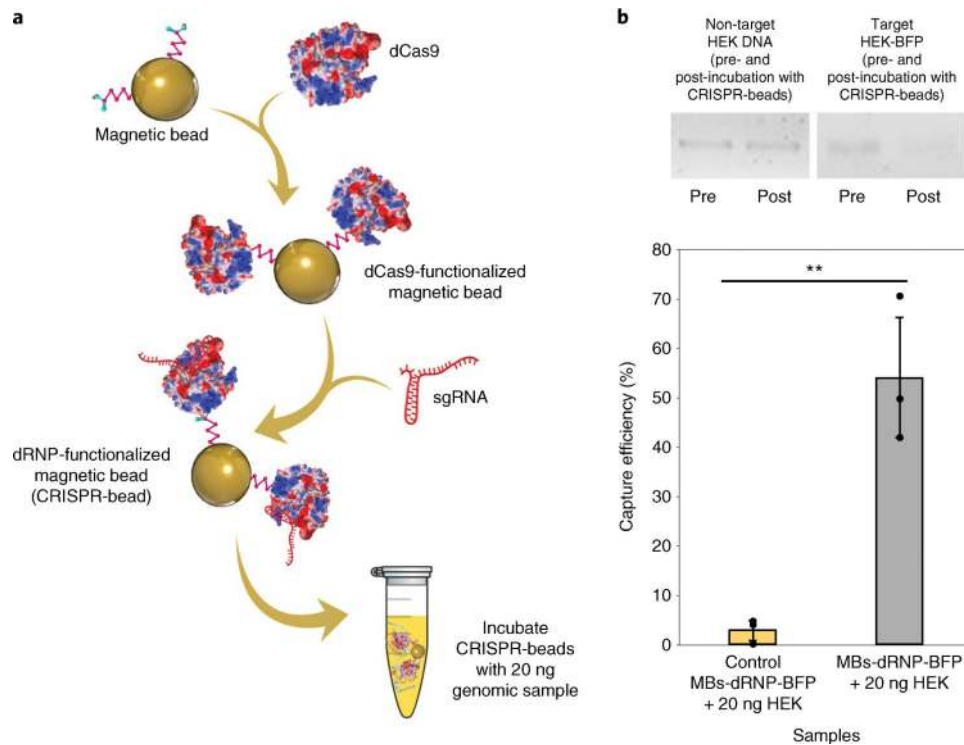 a
dCas9
Magnetic bead
dCas9-functionalized
magnetic bead
sgRNA
dRNP-functionalized
magnetic bead
(CRISPR-bead)
Incubate
CRISPR-beads
with 20 ng
genomic sample
b
Non-target
HEK DNA
(pre- and
post-incubation with
CRISPR-beads)
Target
HEK-BFP
(pre- and
post-incubation with
CRISPR-beads)
Pre
Post
Pre
Post
80
70
60
50
40
30
20
10
0
Capture efficiency (%)
**
Control
MBs-dRNP-BFP
+ 20 ng HEK
MBs-dRNP-BFP
+ 20 ng HEK
Samples